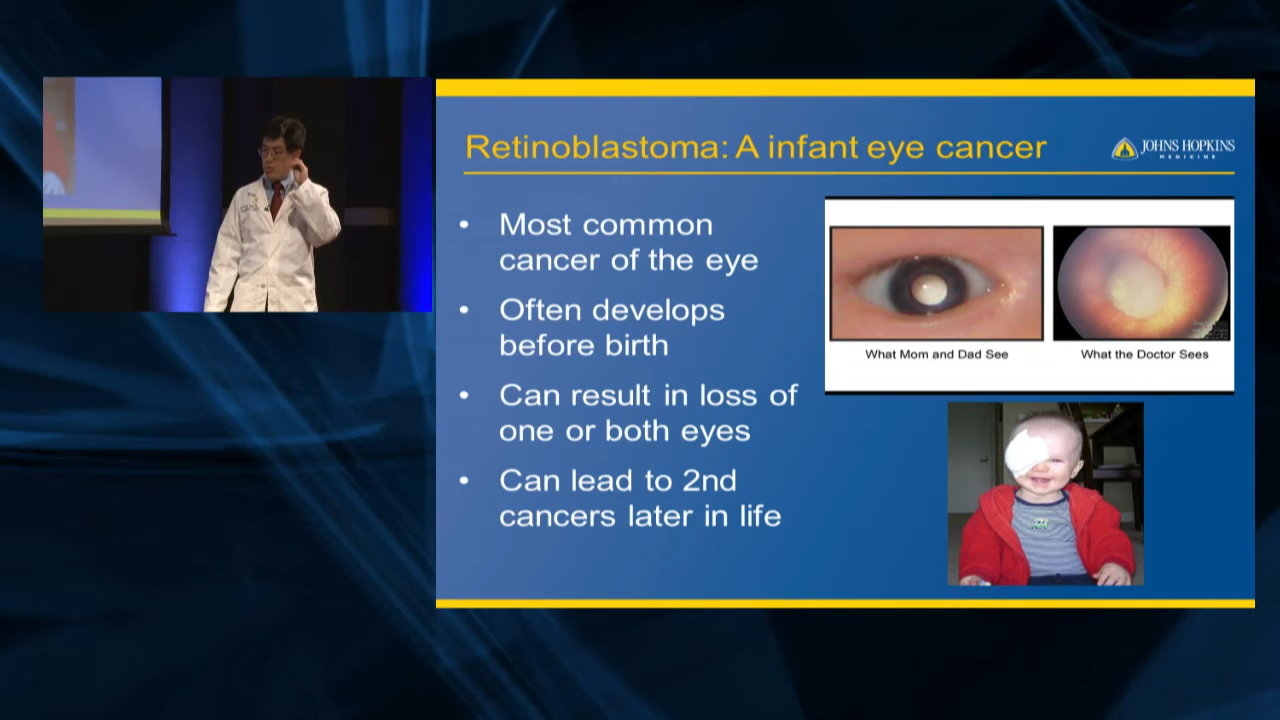 Retinoblastoma: A infant eye cancer
JOHNS HOPKINS
MEDICINE
• Most common
cancer of the eye
• Often develops
before birth
• Can result in loss of
one or both eyes
• Can lead to 2nd
cancers later in life
What Mom and Dad See
What the Doctor Sees